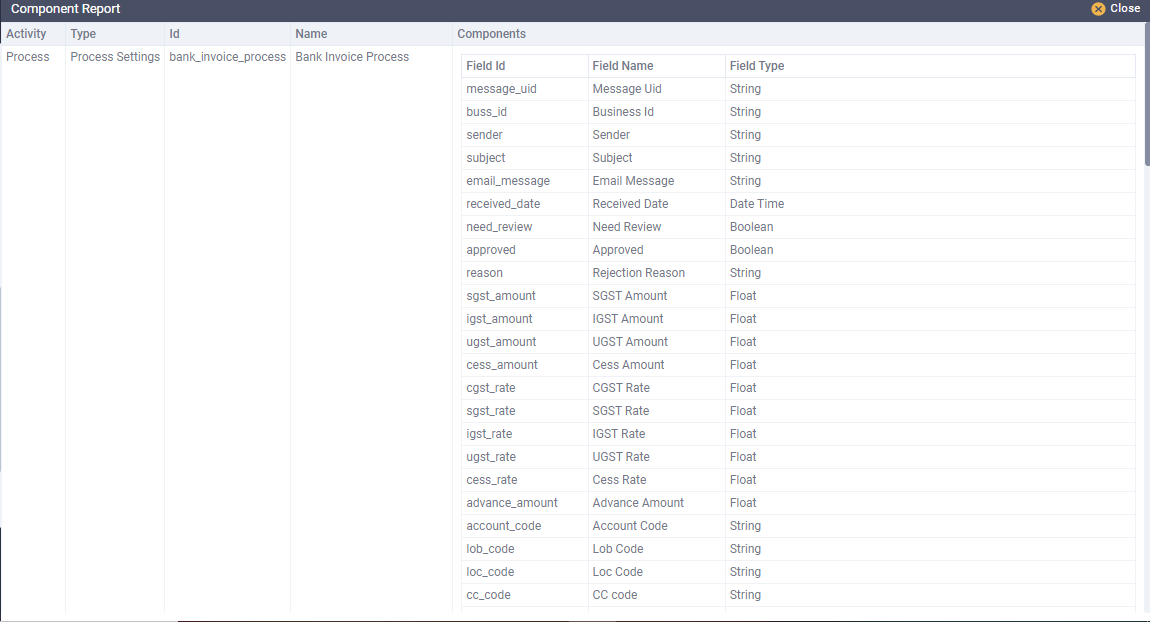 Component Report Close
Activity Type Id Name Components
Process Process Settings bank_invoice_process Bank Invoice Process
Field Id Field Name Field Type
message_uid Message Uid String
buss_id Business Id String
sender Sender String
subject Subject String
email_message Email Message String
received_date Received Date Date Time
need_review Need Review Boolean
approved Approved Boolean
reason Rejection Reason String
sgst_amount SGST Amount Float
igst_amount IGST Amount Float
ugst_amount UGST Amount Float
cess_amount Cess Amount Float
cgst_rate CGST Rate Float
sgst_rate SGST Rate Float
igst_rate IGST Rate Float
ugst_rate UGST Rate Float
cess_rate Cess Rate Float
advance_amount Advance Amount Float
account_code Account Code String
lob_code Lob Code String
loc_code Loc Code String
cc_code CC code String